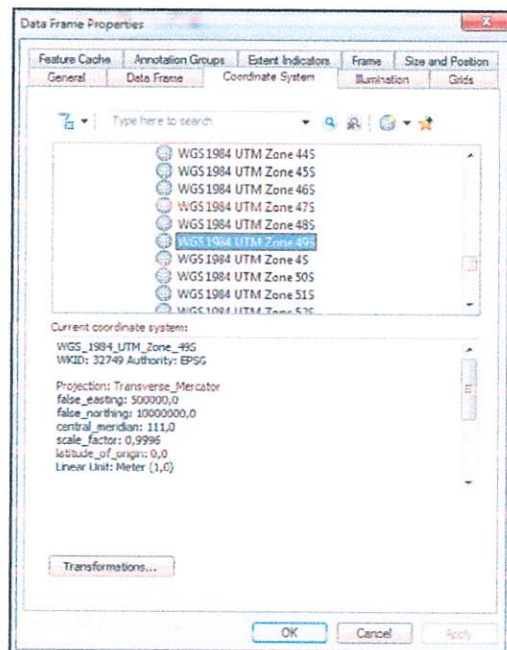 Data Frame Properties
Feature Cache Annotation Groups Extent Indicators Frame Size and Position
General Data Frame Coordinate System Illumination Grids
Type here to search
WGS 1984 UTM Zone 44S
WGS 1984 UTM Zone 45S
WGS 1984 UTM Zone 46S
WGS 1984 UTM Zone 47S
WGS 1984 UTM Zone 48S
WGS 1984 UTM Zone 49S
WGS 1984 UTM Zone 4S
WGS 1984 UTM Zone 50S
WGS 1984 UTM Zone 51S
WGS 1984 UTM Zone 52S
Current coordinate system:
WGS_1984_UTM_Zone_49S
WKID: 32749 Authority: EPSG
Projection: Transverse_Mercator
false_easting: 500000,0
false_northing: 10000000,0
central_meridian: 111,0
scale_factor: 0,9996
latitude_of_origin: 0,0
Linear Unit: Meter (1,0)
Transformations...
OK Cancel Apply